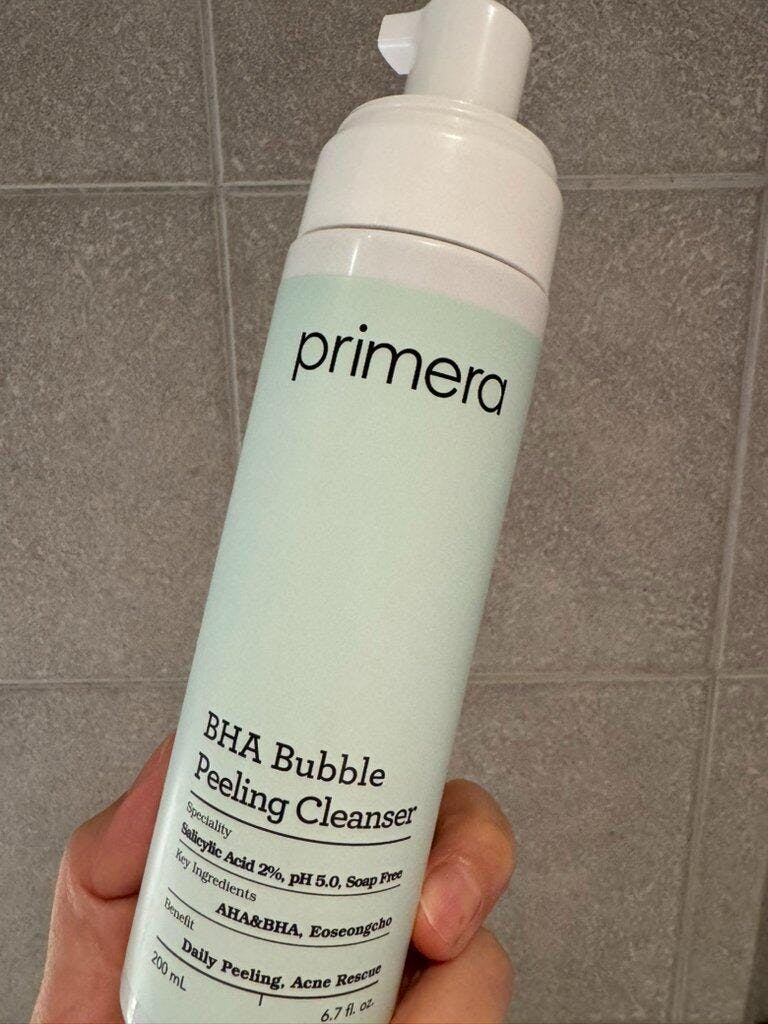 primera
BHA Bubble
Peeling Cleanser
Speciality
Salicylic Acid 2%, pH 5.0, Soap Free
Key Ingredients
AHA&BHA, Eoseongcho
Benefit
Daily Peeling, Acne Rescue
200 mL
6.7 fl. oz.